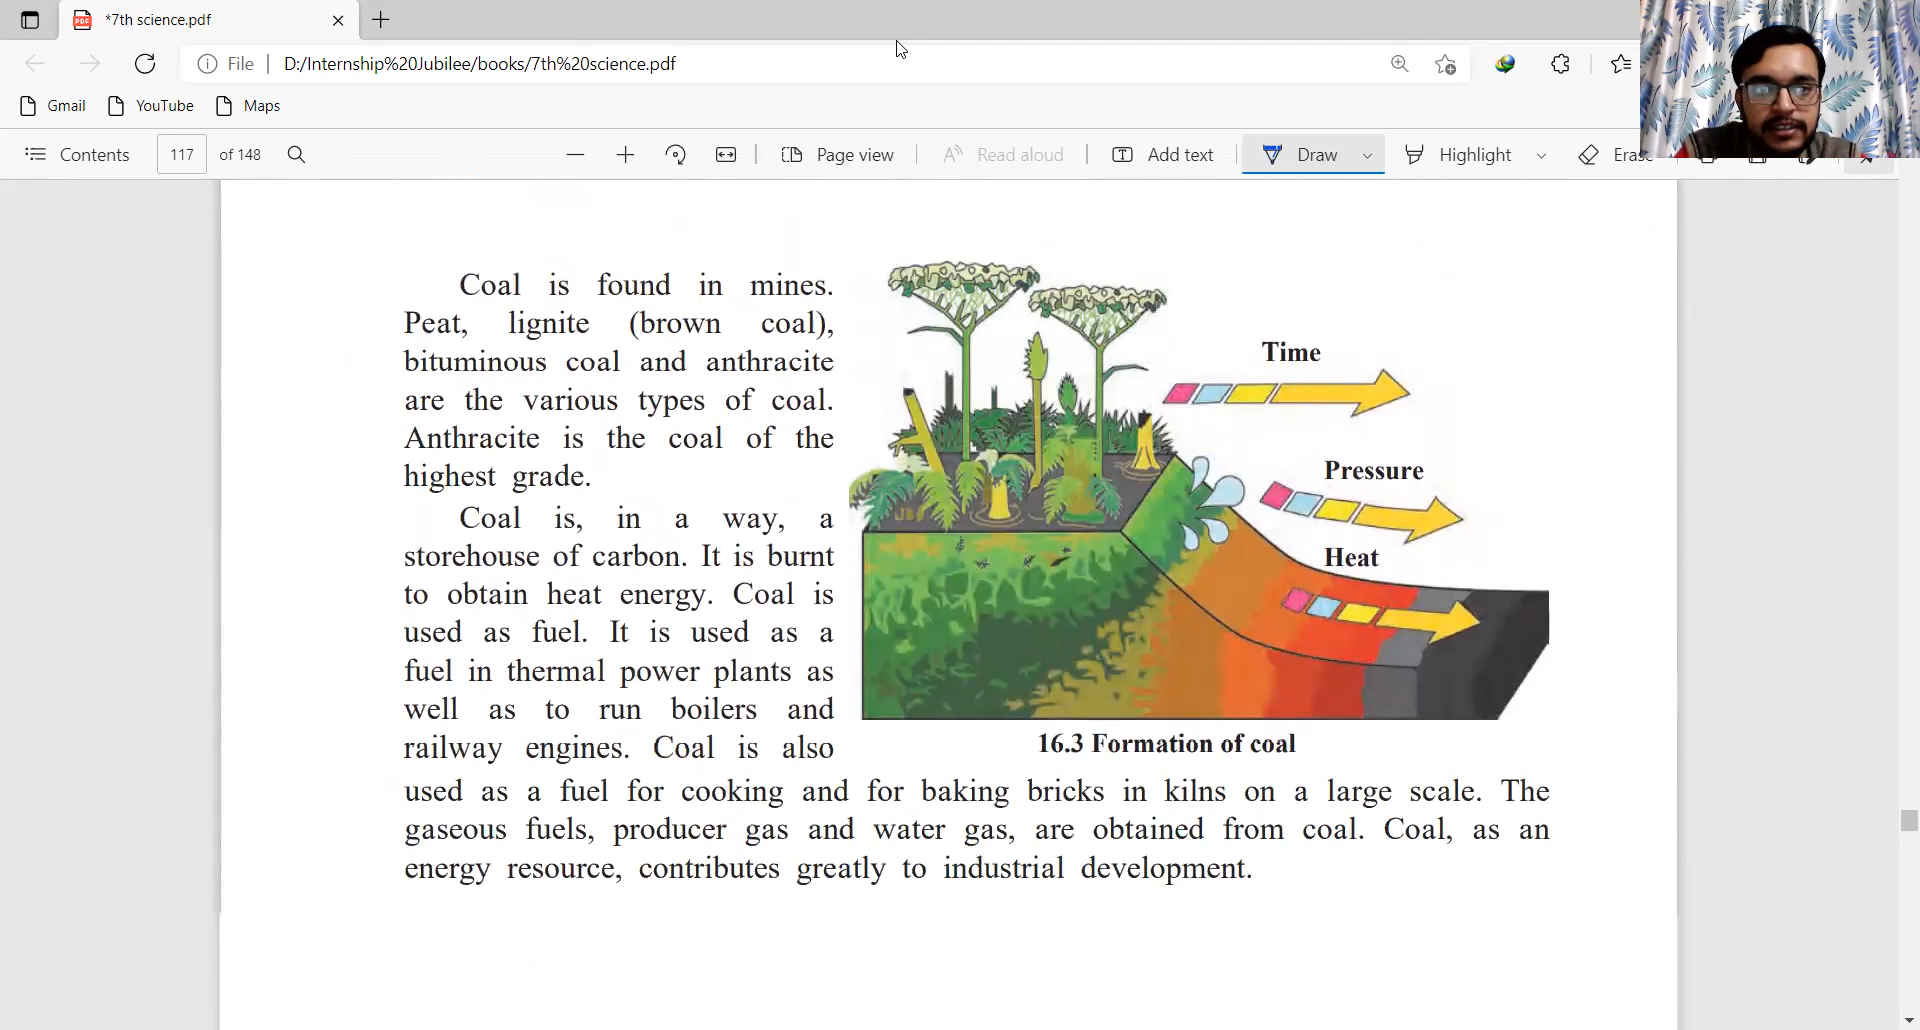 *7th science.pdf
File
D:/Internship%20Jubilee/books/7th%20science.pdf
Gmail
YouTube
Maps
Contents
117
of 148
Page view
Read aloud
Add text
Draw
Highlight
Coal is found in mines.
Peat, lignite (brown coal),
bituminous coal and anthracite
are the various types of coal.
Anthracite is the coal of the
highest grade.
Coal is, in a way, a
storehouse of carbon. It is burnt
to obtain heat energy. Coal is
used as fuel. It is used as a
fuel in thermal power plants as
well as to run boilers and
railway engines. Coal is also
Time
Pressure
Heat
16.3 Formation of coal
used as a fuel for cooking and for baking bricks in kilns on a large scale. The
gaseous fuels, producer gas and water gas, are obtained from coal. Coal, as an
energy resource, contributes greatly to industrial development.